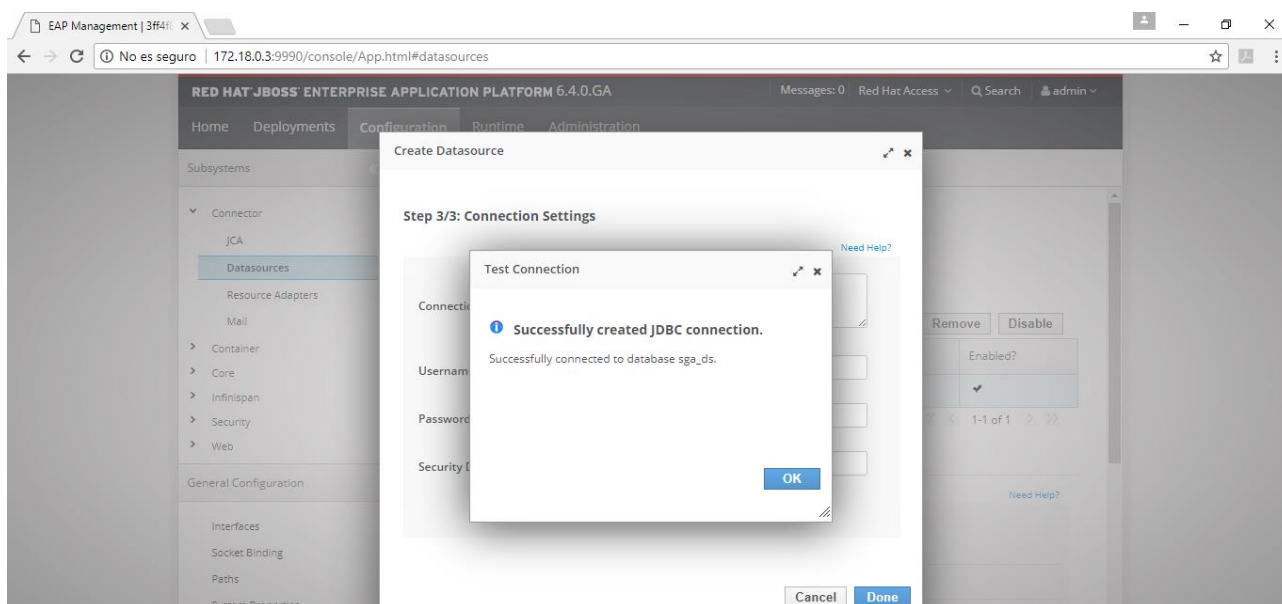 EAP Management | 3ff4f
No es seguro | 172.18.0.3:9990/console/App.html#datasources
RED HAT JBOSS ENTERPRISE APPLICATION PLATFORM 6.4.0.GA
Messages: 0 Red Hat Access admin
Search
Home Deployments Configuration Runtime Administration
Subsystems
Connector
JCA
Datasources
Resource Adapters
Mail
Container
Core
Infinispan
Security
Web
General Configuration
Interfaces
Socket Binding
Paths
Create Datasource
Step 3/3: Connection Settings
Need Help?
Connectio
Usernam
Password
Security D
Test Connection
Successfully created JDBC connection.
Successfully connected to database sga_ds.
OK
Cancel Done
Remove Disable
Enabled?
1-1 of 1
Need Help?